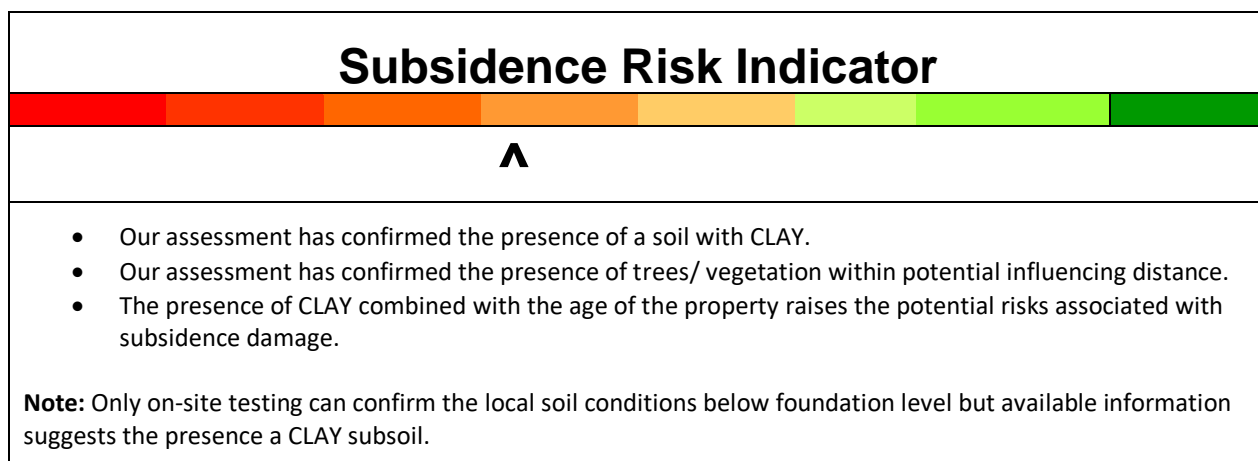 Subsidence Risk Indicator
^
• Our assessment has confirmed the presence of a soil with CLAY.
• Our assessment has confirmed the presence of trees/ vegetation within potential influencing distance.
• The presence of CLAY combined with the age of the property raises the potential risks associated with
subsidence damage.
Note: Only on-site testing can confirm the local soil conditions below foundation level but available information
suggests the presence a CLAY subsoil.